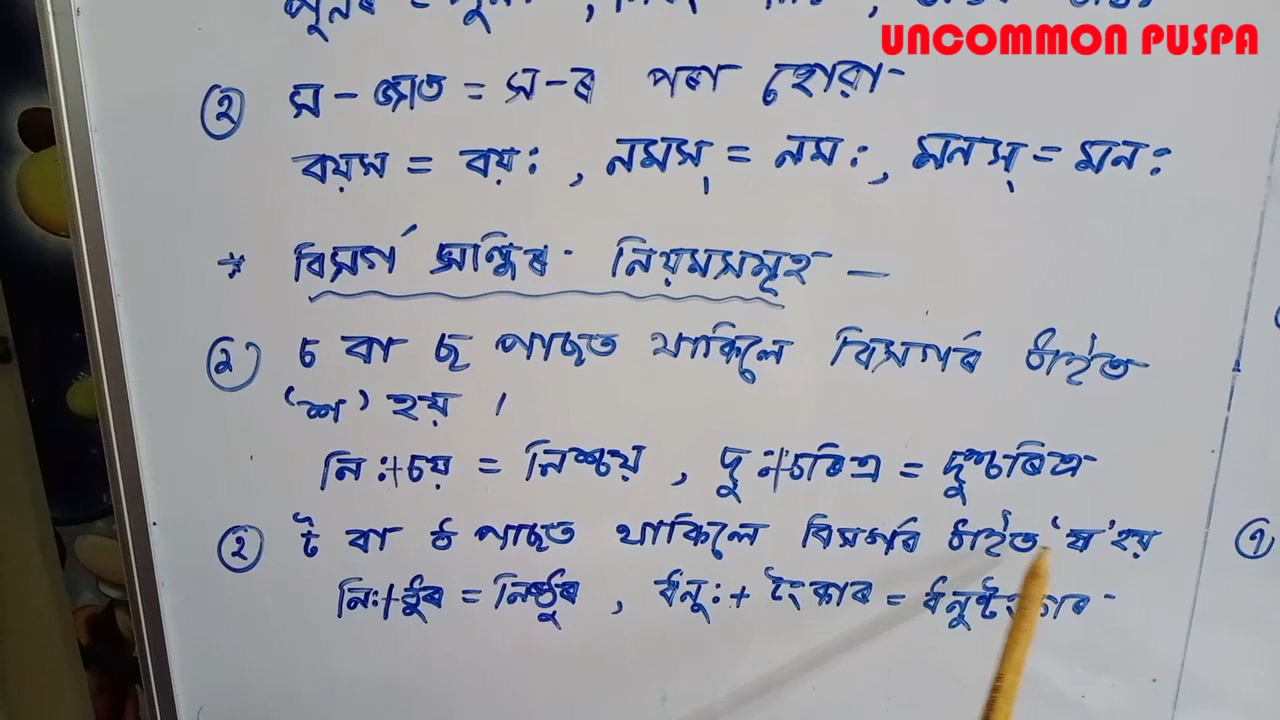 UNCOMMON PUSPA
২ স-জাত = স-ৰ পৰা হোৱা
বয়স = বয়ঃ, নমস্ = নমঃ, মনস্ = মনঃ
* বিসৰ্গ সন্ধিৰ নিয়মসমূহ —
১ চ বা ছ পাছত থাকিলে বিসৰ্গৰ ঠাইত
‘শ’ হয় ।
নিঃ+চয় = নিশ্চয়, দুঃ+চৰিত্ৰ = দুশ্চৰিত্ৰ
২ ট বা ঠ পাছত থাকিলে বিসৰ্গৰ ঠাইত ‘ষ’ হয়
নিঃ+ঠুৰ = নিষ্ঠুৰ, ধনুঃ+ টংকাৰ =